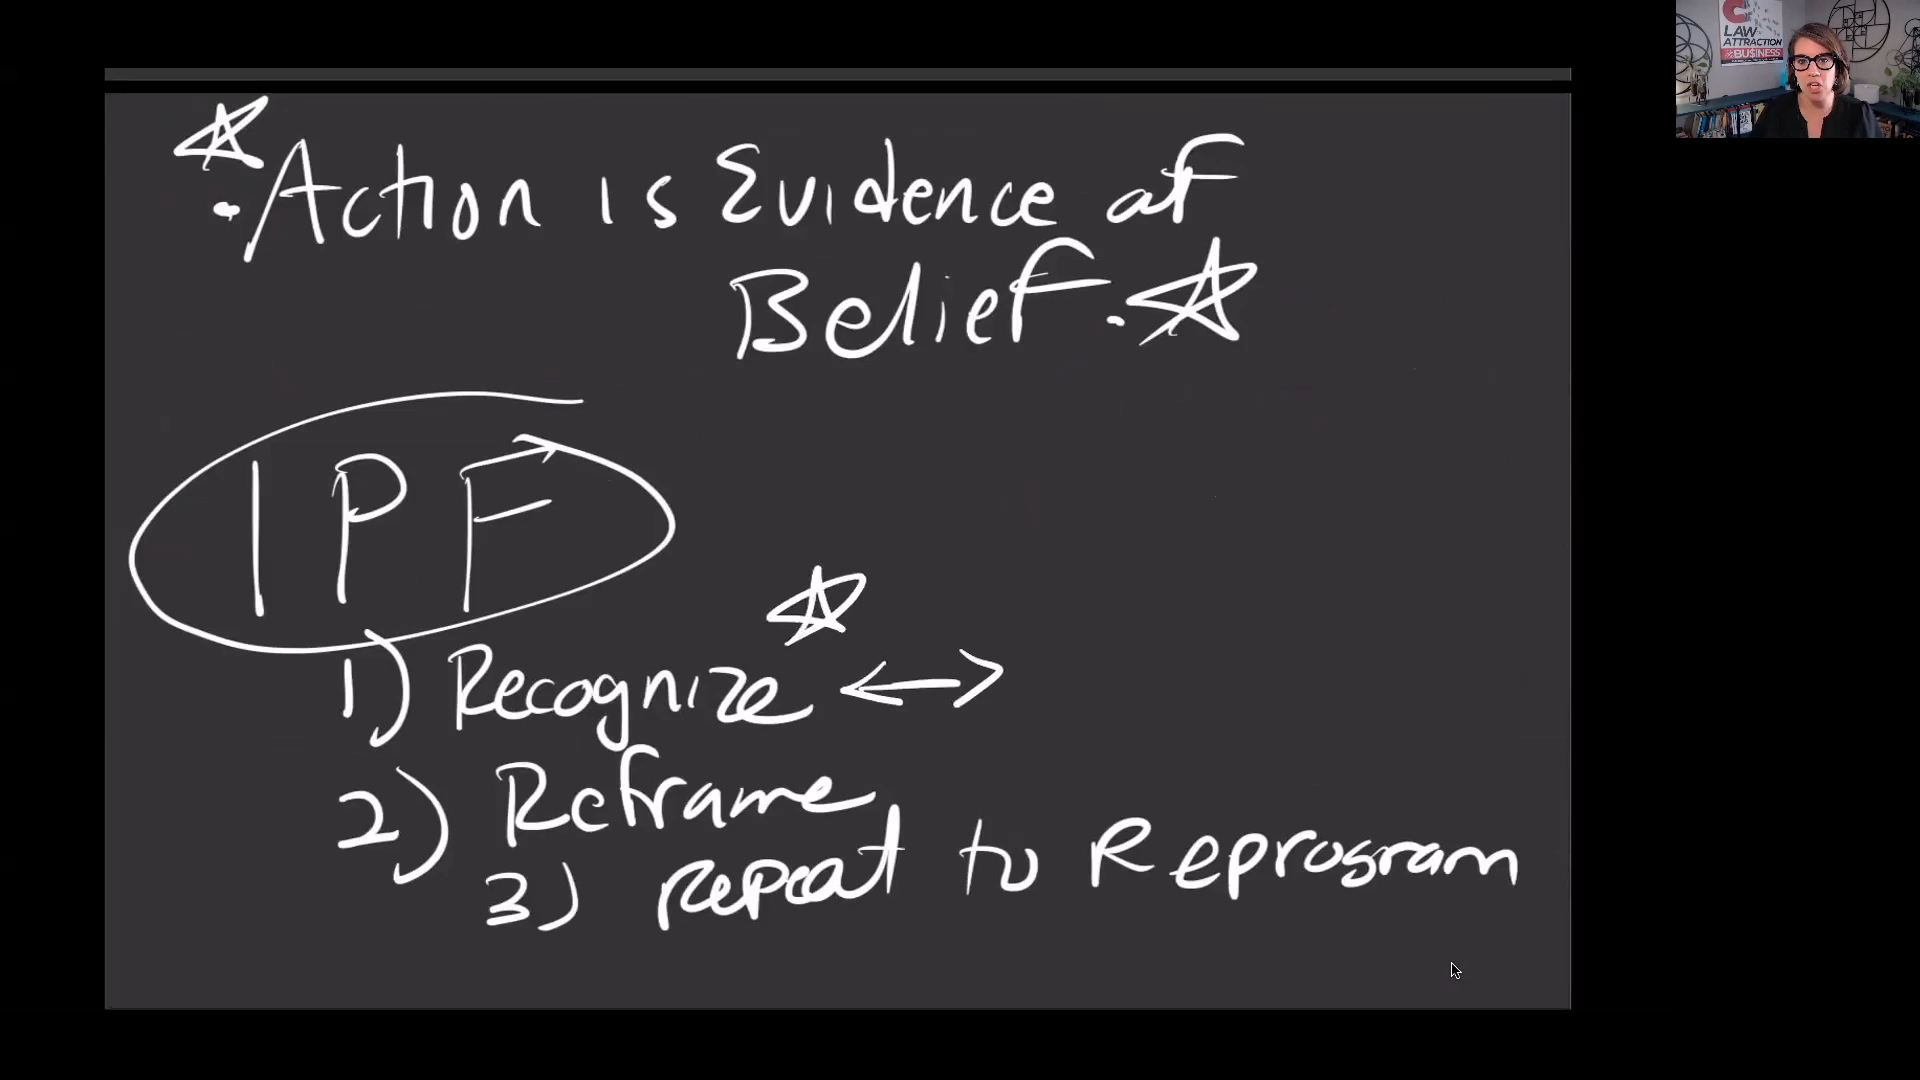 LAW
ATTRACTION
BUSINESS
Action is Evidence of
Belief.
IPF
1) Recognize
2) Reframe
3) Repeat to Reprogram